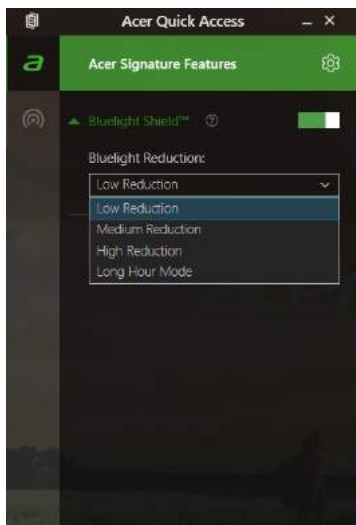 Acer Quick Access
a
Acer Signature Features
Bluelight Shield™
Bluelight Reduction:
Low Reduction
Low Reduction
Medium Reduction
High Reduction
Long Hour Mode